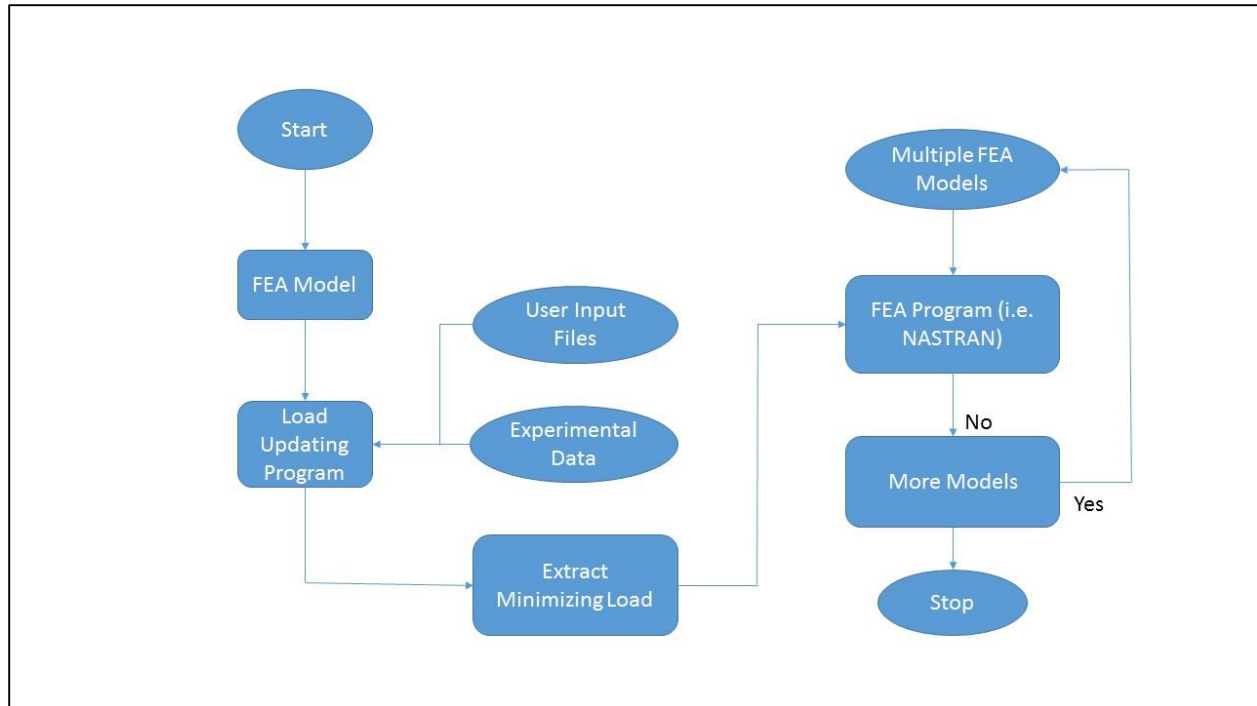 Start
FEA Model
Load
Updating
Program
User Input
Files
Experimental
Data
Extract
Minimizing Load
Multiple FEA
Models
FEA Program (i.e.
NASTRAN)
No
More Models
Yes
Stop